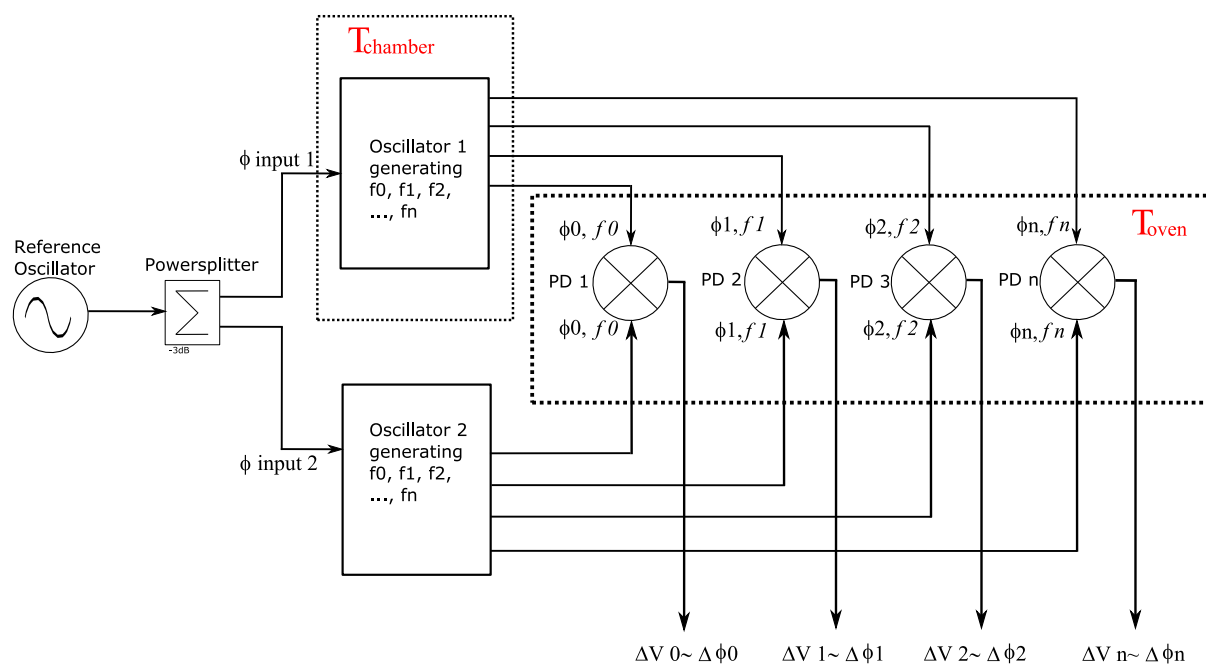 Tchamber
Oscillator 1
generating
f0, f1, f2,
..., fn
ϕ input 1
Toven
ϕ0, f0
ϕ1, f1
ϕ2, f2
ϕn, fn
Reference
Oscillator
Powersplitter
-3dB
PD 1
PD 2
PD 3
PD n
ϕ0, f0
ϕ1, f1
ϕ2, f2
ϕn, fn
ϕ input 2
Oscillator 2
generating
f0, f1, f2,
..., fn
ΔV 0~ Δϕ0
ΔV 1~ Δϕ1
ΔV 2~ Δϕ2
ΔV n~ Δϕn